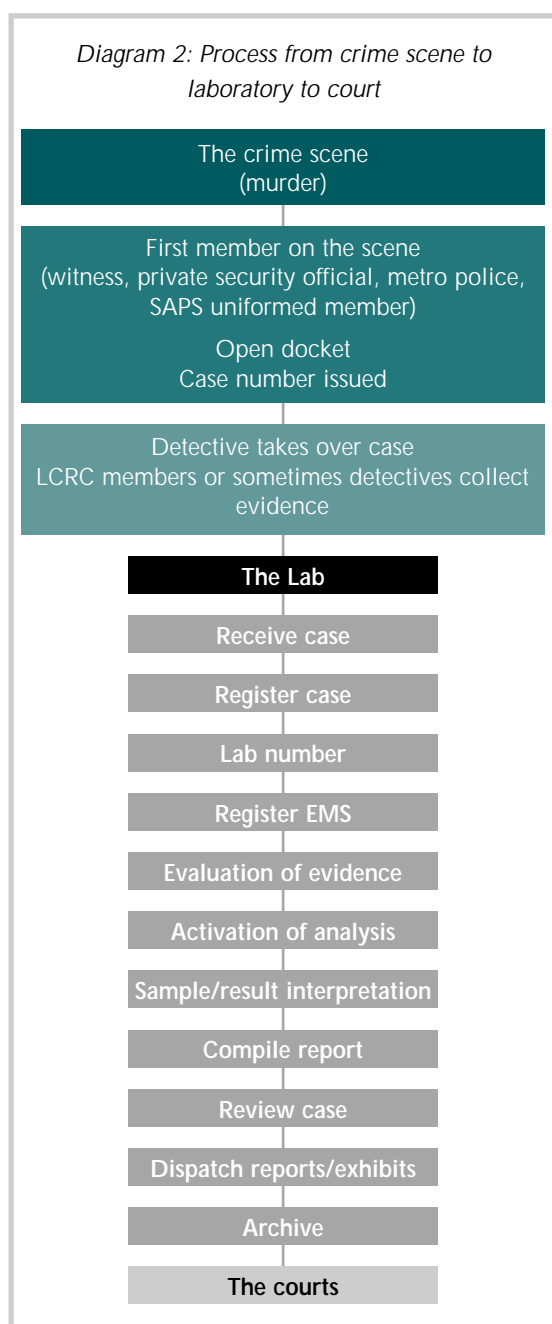 Diagram 2: Process from crime scene to
laboratory to court
The crime scene
(murder)
First member on the scene
(witness, private security official, metro police,
SAPS uniformed member)
Open docket
Case number issued
Detective takes over case
LCRC members or sometimes detectives collect
evidence
The Lab
Receive case
Register case
Lab number
Register EMS
Evaluation of evidence
Activation of analysis
Sample/result interpretation
Compile report
Review case
Dispatch reports/exhibits
Archive
The courts